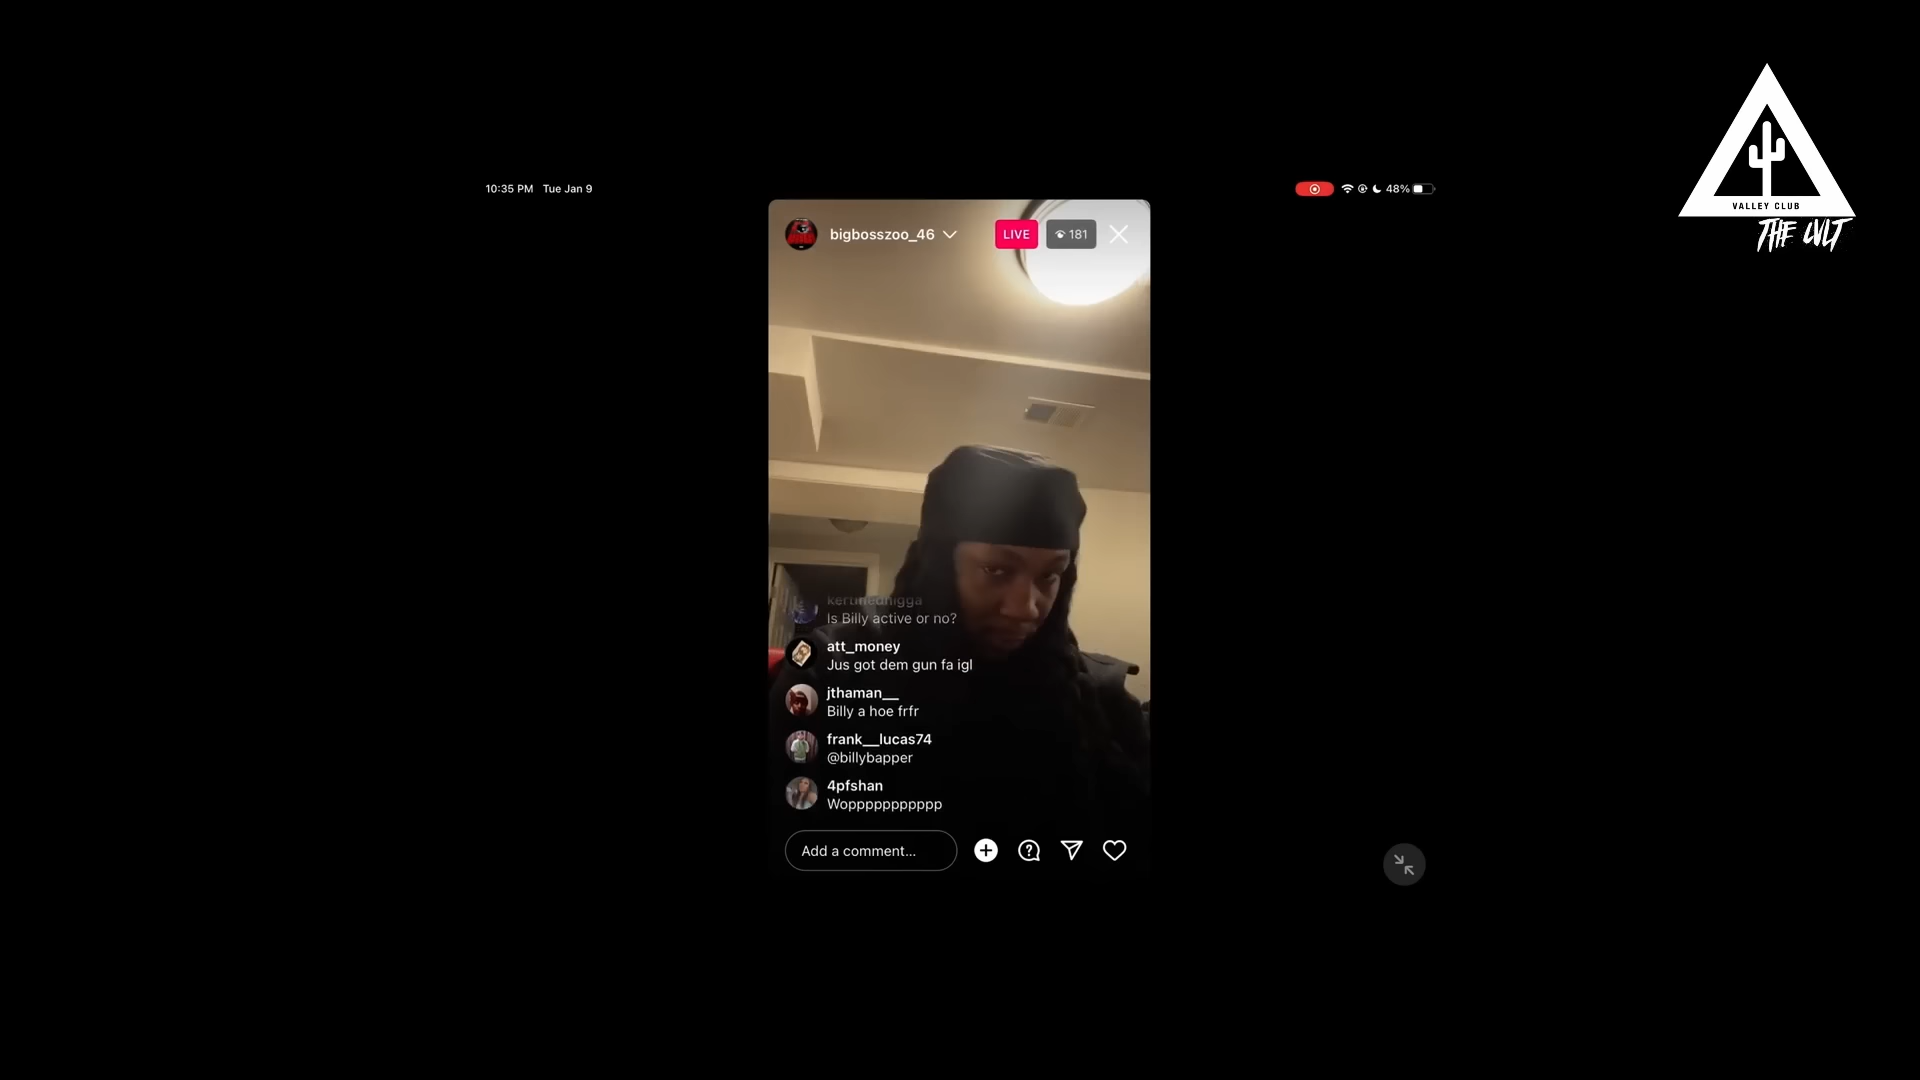 10:35 PM Tue Jan 9
48%
VALLEY CLUB
THE CVLT
bigbosszoo_46
LIVE
181
Is Billy active or no?
att_money
Jus got dem gun fa igl
jthaman__
Billy a hoe frfr
frank__lucas74
@billybapper
4pfshan
Wopppppppppp
Add a comment...